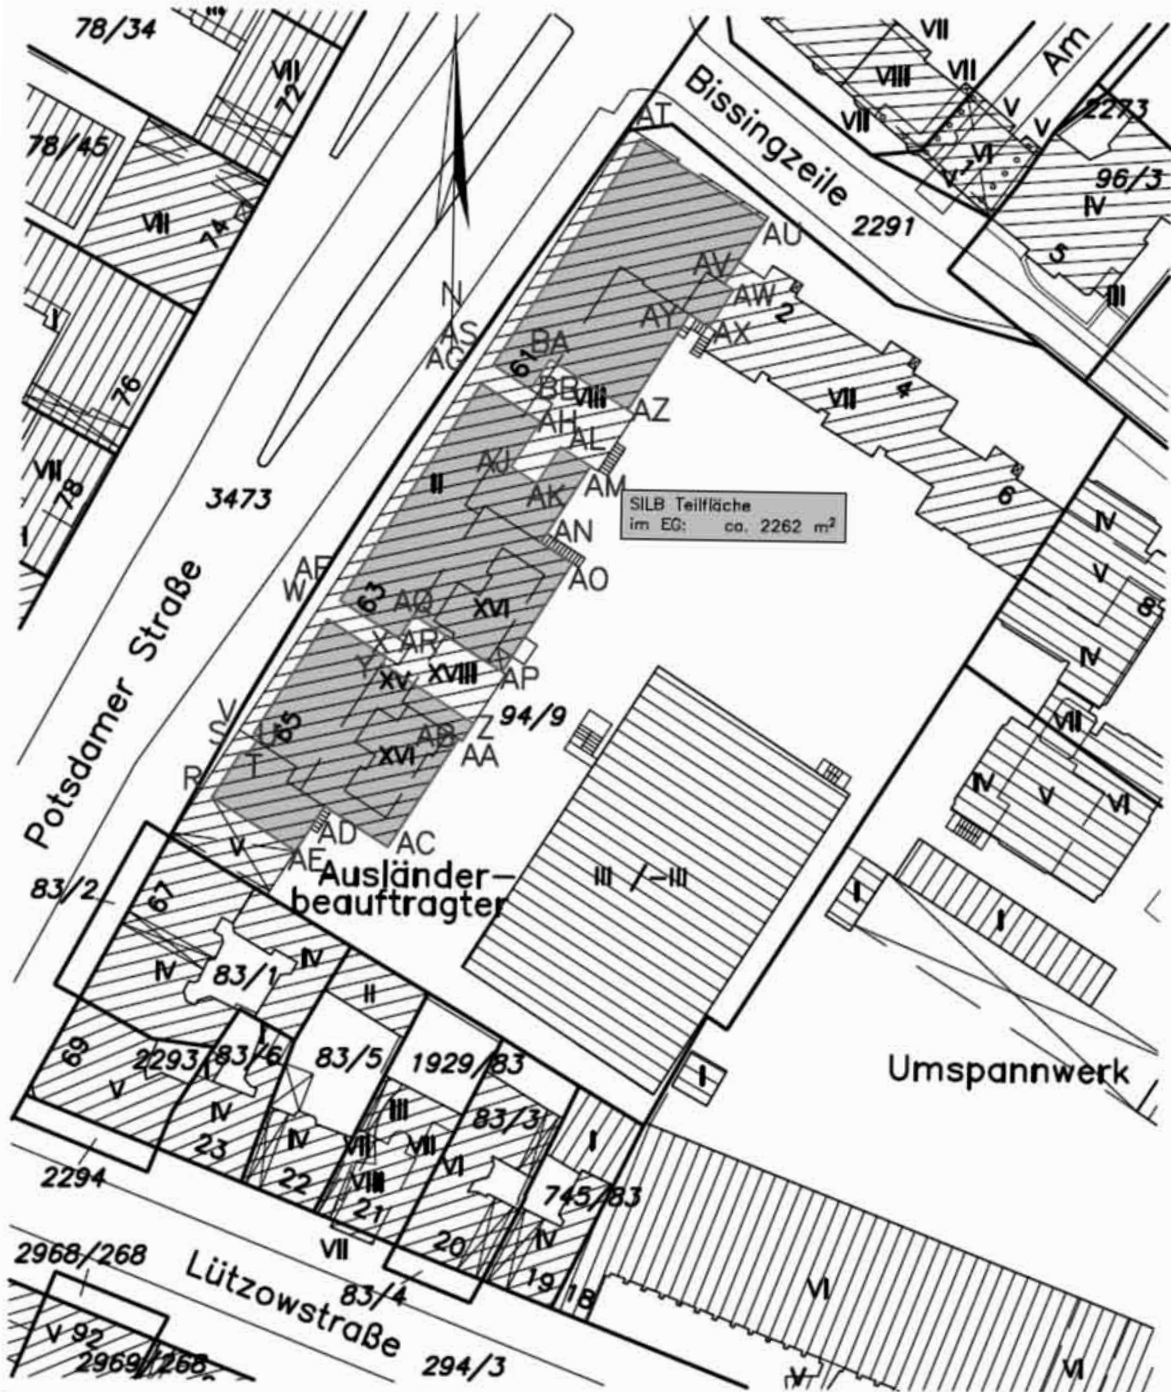 78/34
VII
72
78/45
VII
74
I
76
VII
78
I
3473
Potsdamer Straße
N
AT
Bissingzeile
2291
VII
VIII
VII
VII
Am
V
V
VI
V
2273
96/3
IV
5
III
AU
AV
AW
AY
AX
2
VII
4
6
AS
AG
BA
61
BB
VIII
AZ
AH
AL
AJ
AK
AM
II
AN
AO
SILB Teilfläche
im EG: ca. 2262 m²
AF
W
63
AQ
XVI
X
AR
Y
XV
XVIII
AP
94/9
V
S
U
65
AB
Z
AA
XVI
R
T
AD
AC
AE
V
Ausländer-
beauftragter
III /-III
IV
V
8
IV
VII
IV
V
VI
I
I
I
Umspannwerk
83/2
67
IV
83/1
IV
II
69
2293
83/6
83/5
1929/83
V
I
IV
23
IV
22
III
VII
VII
VIII
21
VI
83/3
20
I
745/83
IV
19
18
2294
VII
83/4
2968/268
Lützowstraße
294/3
V
92
2969/268
VI
V
VI